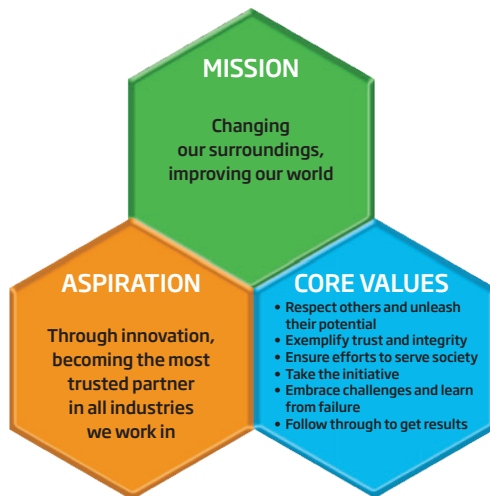 MISSION
Changing
our surroundings,
improving our world
ASPIRATION
Through innovation,
becoming the most
trusted partner
in all industries
we work in
CORE VALUES
• Respect others and unleash
their potential
• Exemplify trust and integrity
• Ensure efforts to serve society
• Take the initiative
• Embrace challenges and learn
from failure
• Follow through to get results